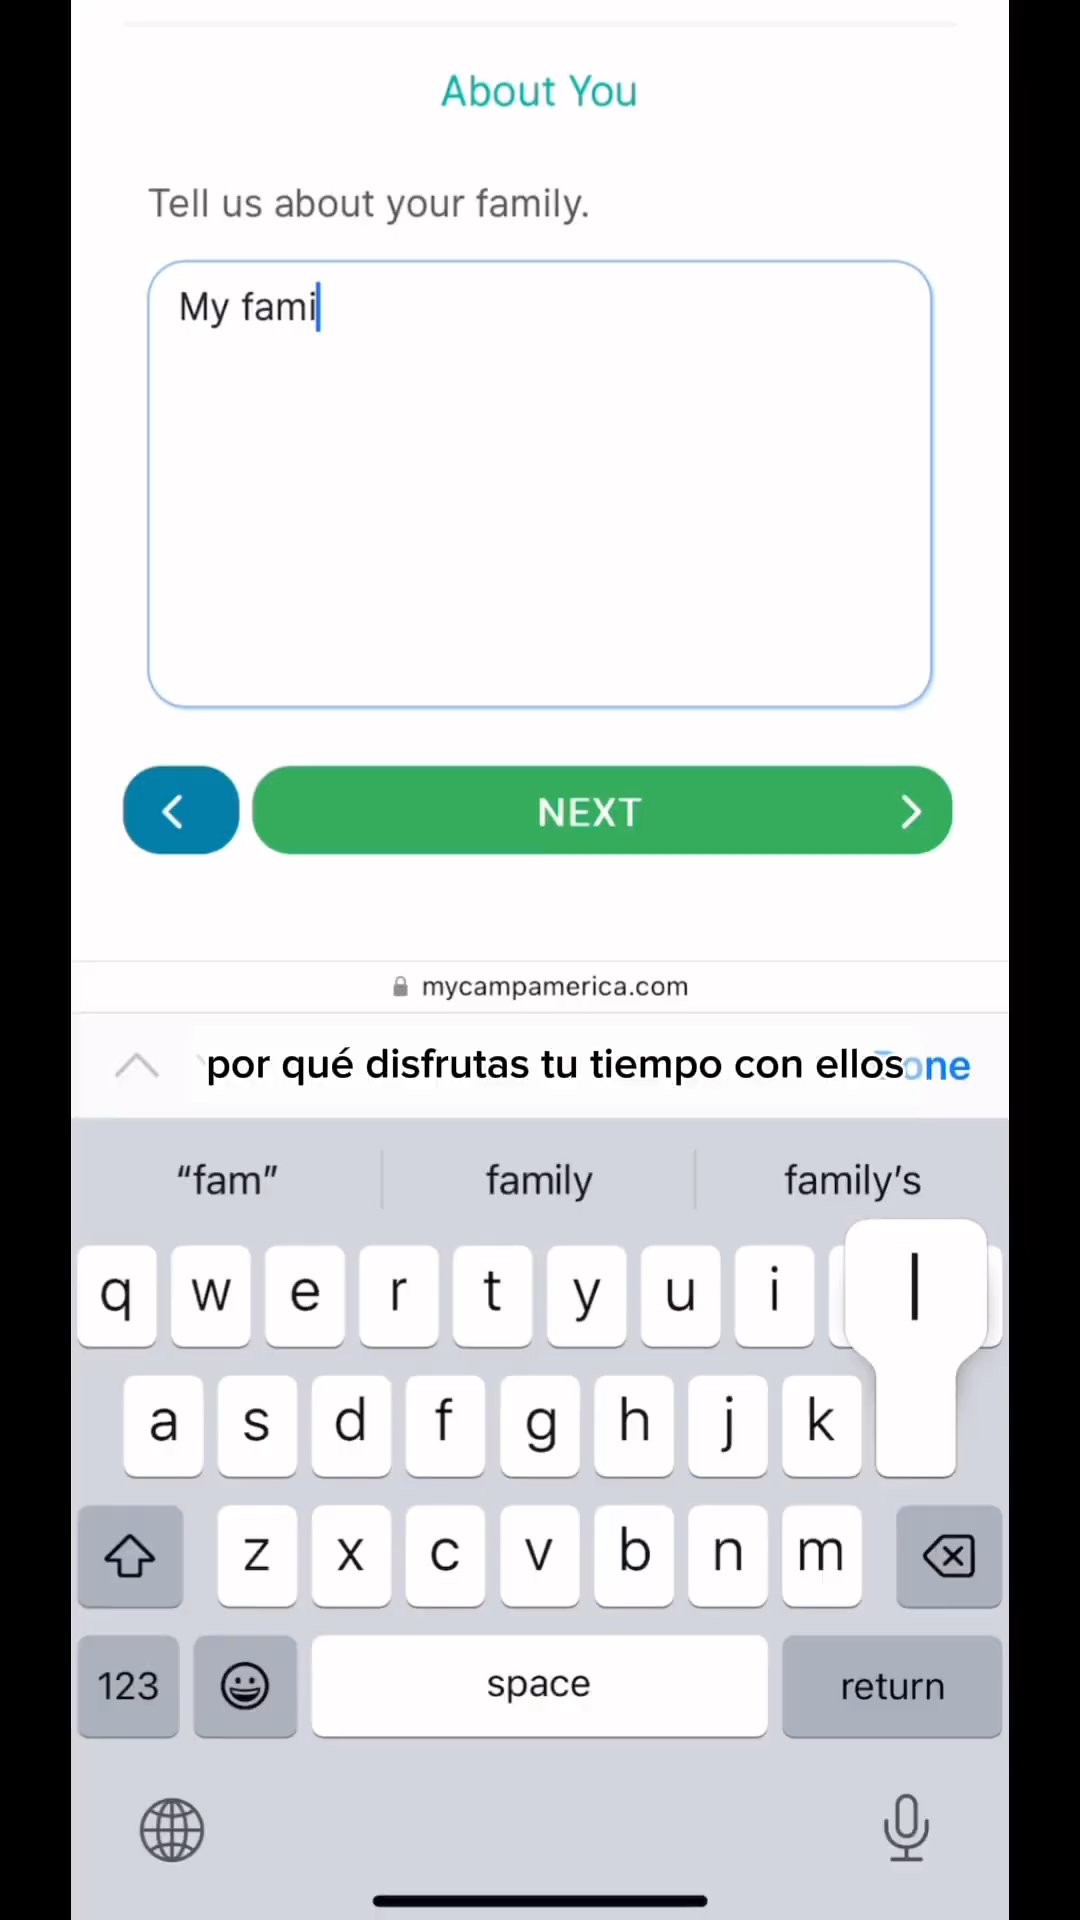 About You
Tell us about your family.
My fami
NEXT
mycampamerica.com
por qué disfrutas tu tiempo con ellos
one
“fam” family family’s
q w e r t y u i l
a s d f g h j k
z x c v b n m
123 space return